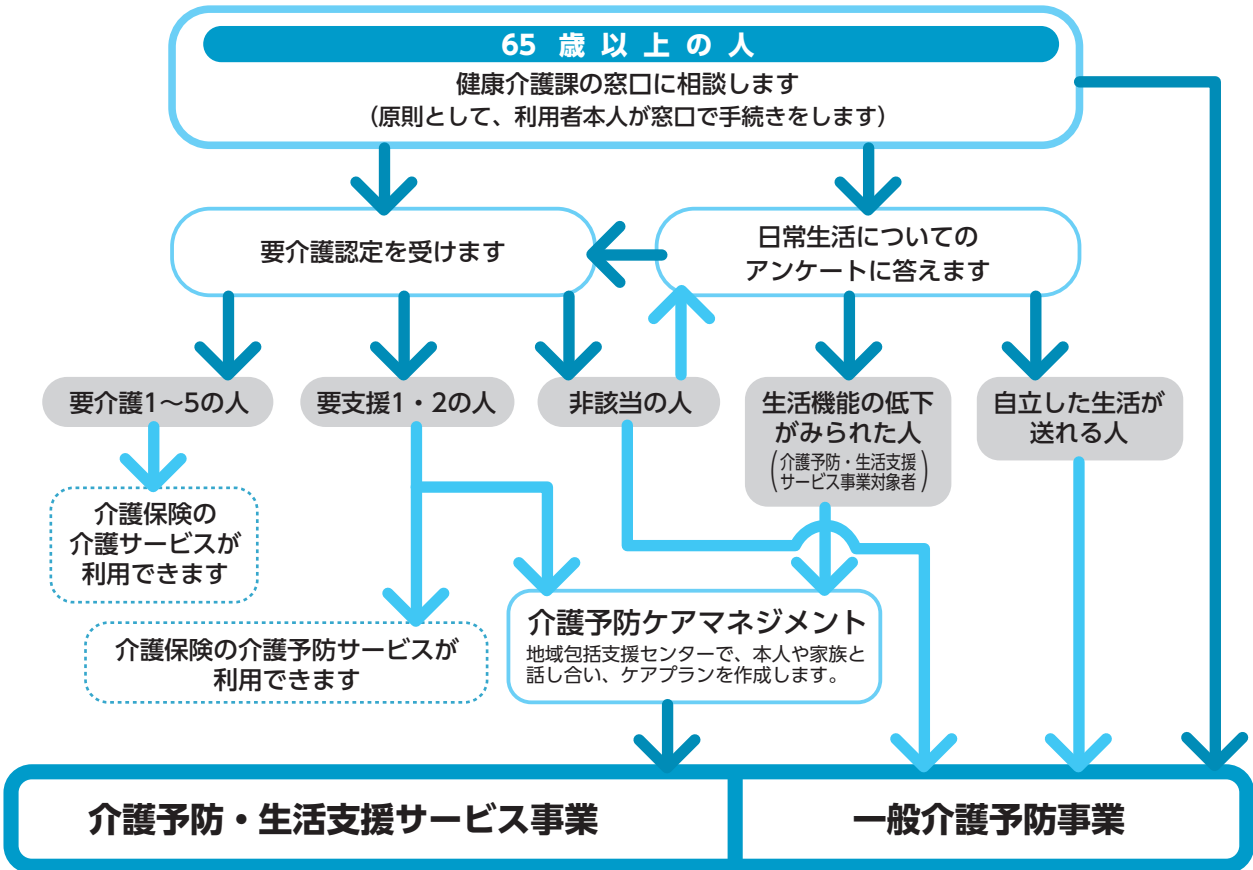 65 歳 以 上 の 人
健康介護課の窓口に相談します
(原則として、利用者本人が窓口で手続きをします)
要介護認定を受けます
日常生活についての
アンケートに答えます
要介護1〜5の人
要支援1・2の人
非該当の人
生活機能の低下
がみられた人
(介護予防・生活支援
サービス事業対象者)
自立した生活が
送れる人
介護保険の
介護サービスが
利用できます
介護保険の介護予防サービスが
利用できます
介護予防ケアマネジメント
地域包括支援センターで、本人や家族と
話し合い、ケアプランを作成します。
介護予防・生活支援サービス事業
一般介護予防事業